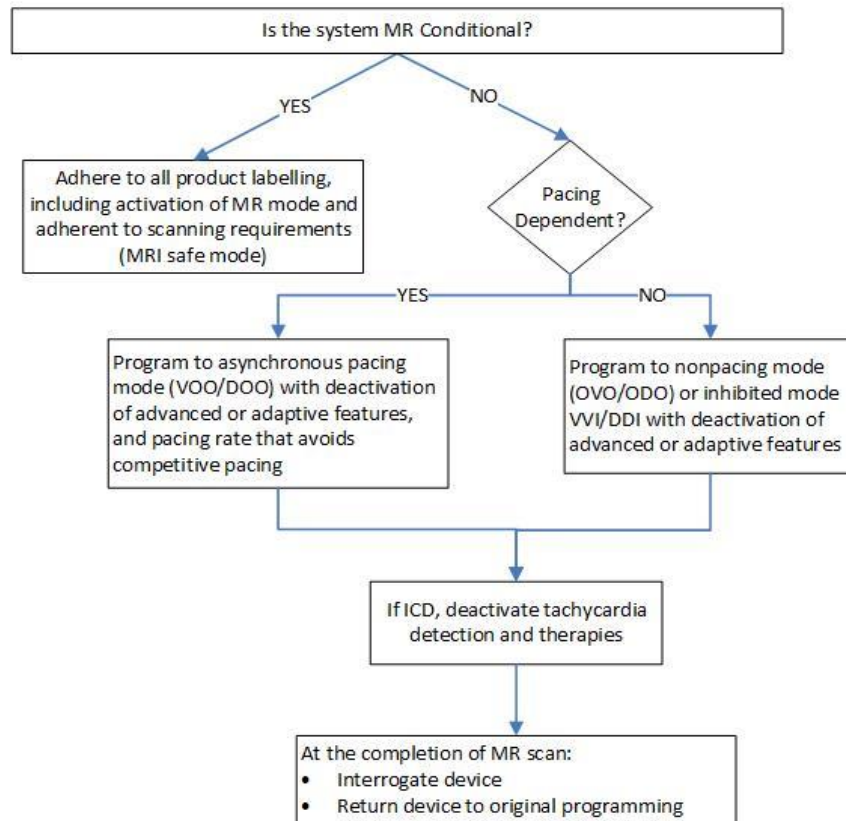 Is the system MR Conditional?
YES
NO
Adhere to all product labelling,
including activation of MR mode and
adherent to scanning requirements
(MRI safe mode)
Pacing
Dependent?
YES
NO
Program to asynchronous pacing
mode (VOO/DOO) with deactivation
of advanced or adaptive features,
and pacing rate that avoids
competitive pacing
Program to nonpacing mode
(OVO/ODO) or inhibited mode
VVI/DDI with deactivation of
advanced or adaptive features
If ICD, deactivate tachycardia
detection and therapies
At the completion of MR scan:
• Interrogate device
• Return device to original programming